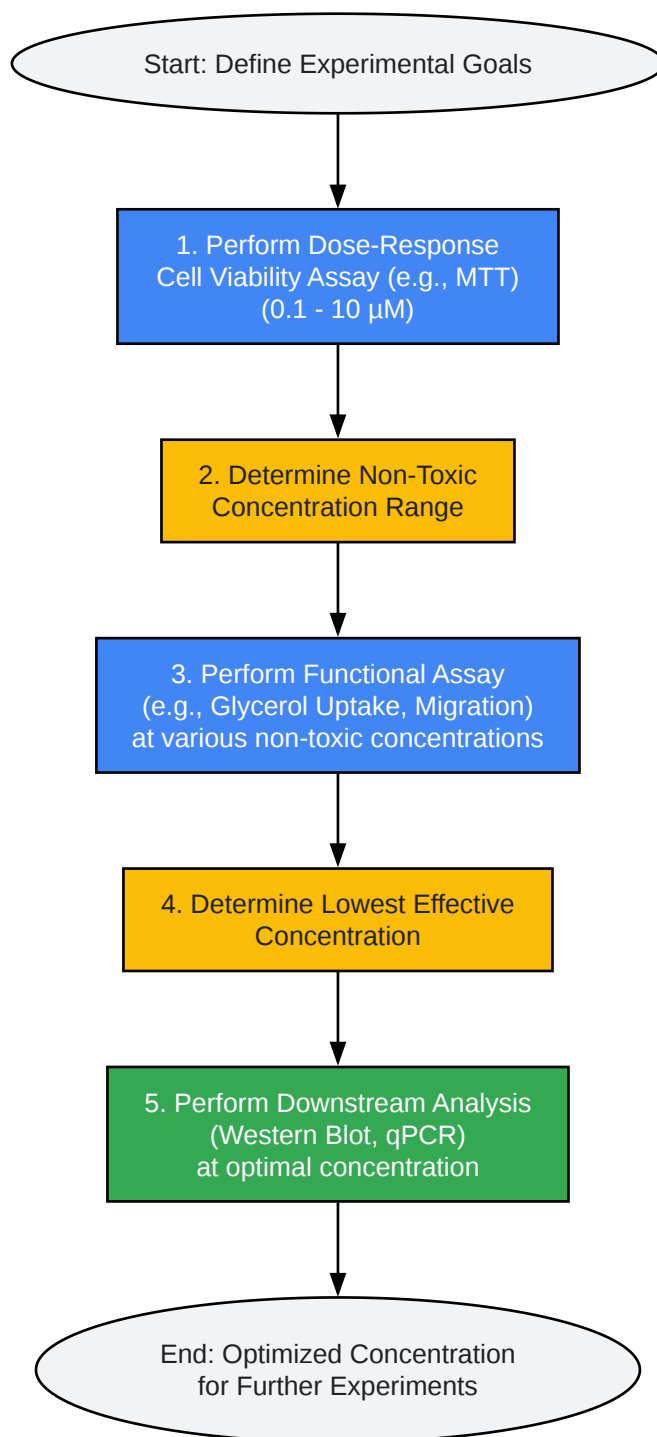 Start: Define Experimental Goals
1. Perform Dose-Response
Cell Viability Assay (e.g., MTT)
(0.1 - 10 µM)
2. Determine Non-Toxic
Concentration Range
3. Perform Functional Assay
(e.g., Glycerol Uptake, Migration)
at various non-toxic concentrations
4. Determine Lowest Effective
Concentration
5. Perform Downstream Analysis
(Western Blot, qPCR)
at optimal concentration
End: Optimized Concentration
for Further Experiments